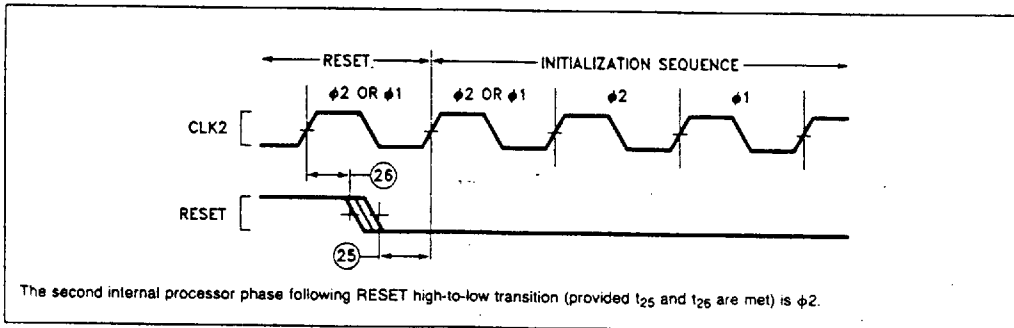 RESET. INITIALIZATION SEQUENCE
ϕ2 OR ϕ1 ϕ2 OR ϕ1 ϕ2 ϕ1
CLK2
26
RESET
25
The second internal processor phase following RESET high-to-low transition (provided t25 and t26 are met) is ϕ2.